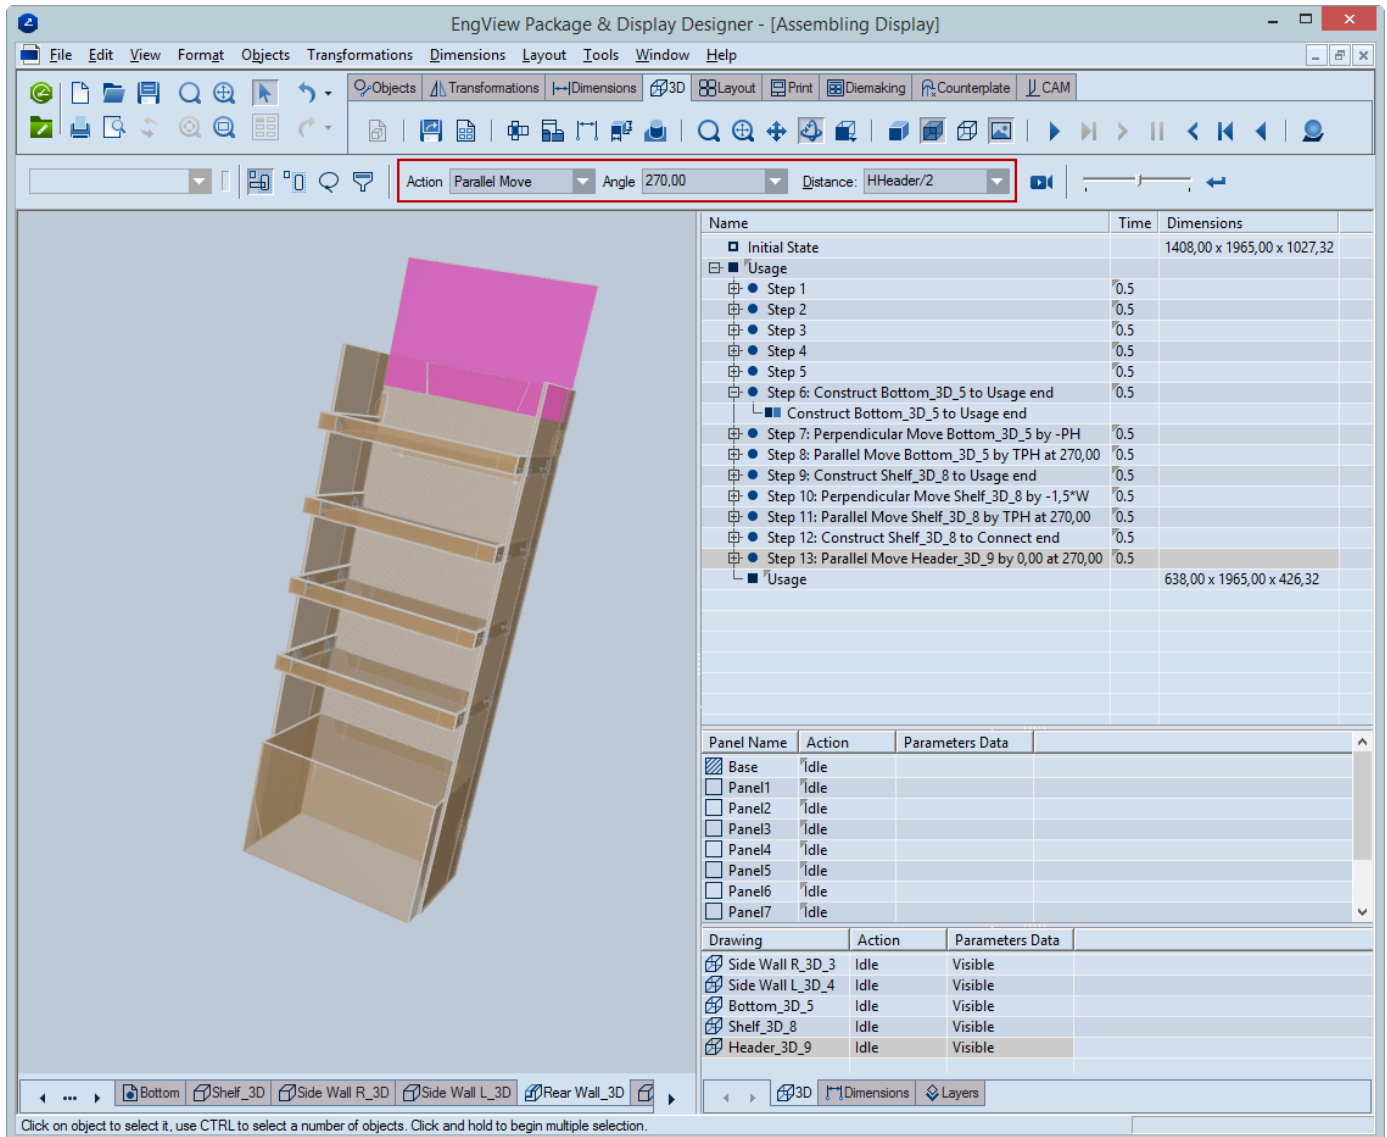 EngView Package & Display Designer - [Assembling Display]
File Edit View Format Objects Transformations Dimensions Layout Tools Window Help
Objects Transformations Dimensions 3D Layout Print Diemaking Counterplate CAM
Action Parallel Move Angle 270,00 Distance: HHeader/2
Name Time Dimensions
Initial State 1408,00 x 1965,00 x 1027,32
Usage
Step 1 0.5
Step 2 0.5
Step 3 0.5
Step 4 0.5
Step 5 0.5
Step 6: Construct Bottom_3D_5 to Usage end 0.5
Construct Bottom_3D_5 to Usage end
Step 7: Perpendicular Move Bottom_3D_5 by -PH 0.5
Step 8: Parallel Move Bottom_3D_5 by TPH at 270,00 0.5
Step 9: Construct Shelf_3D_8 to Usage end 0.5
Step 10: Perpendicular Move Shelf_3D_8 by -1,5*W 0.5
Step 11: Parallel Move Shelf_3D_8 by TPH at 270,00 0.5
Step 12: Construct Shelf_3D_8 to Connect end 0.5
Step 13: Parallel Move Header_3D_9 by 0,00 at 270,00 0.5
Usage 638,00 x 1965,00 x 426,32
Panel Name Action Parameters Data
Base Idle
Panel1 Idle
Panel2 Idle
Panel3 Idle
Panel4 Idle
Panel5 Idle
Panel6 Idle
Panel7 Idle
Drawing Action Parameters Data
Side Wall R_3D_3 Idle Visible
Side Wall L_3D_4 Idle Visible
Bottom_3D_5 Idle Visible
Shelf_3D_8 Idle Visible
Header_3D_9 Idle Visible
Bottom Shelf_3D Side Wall R_3D Side Wall L_3D Rear Wall_3D
3D Dimensions Layers
Click on object to select it, use CTRL to select a number of objects. Click and hold to begin multiple selection.